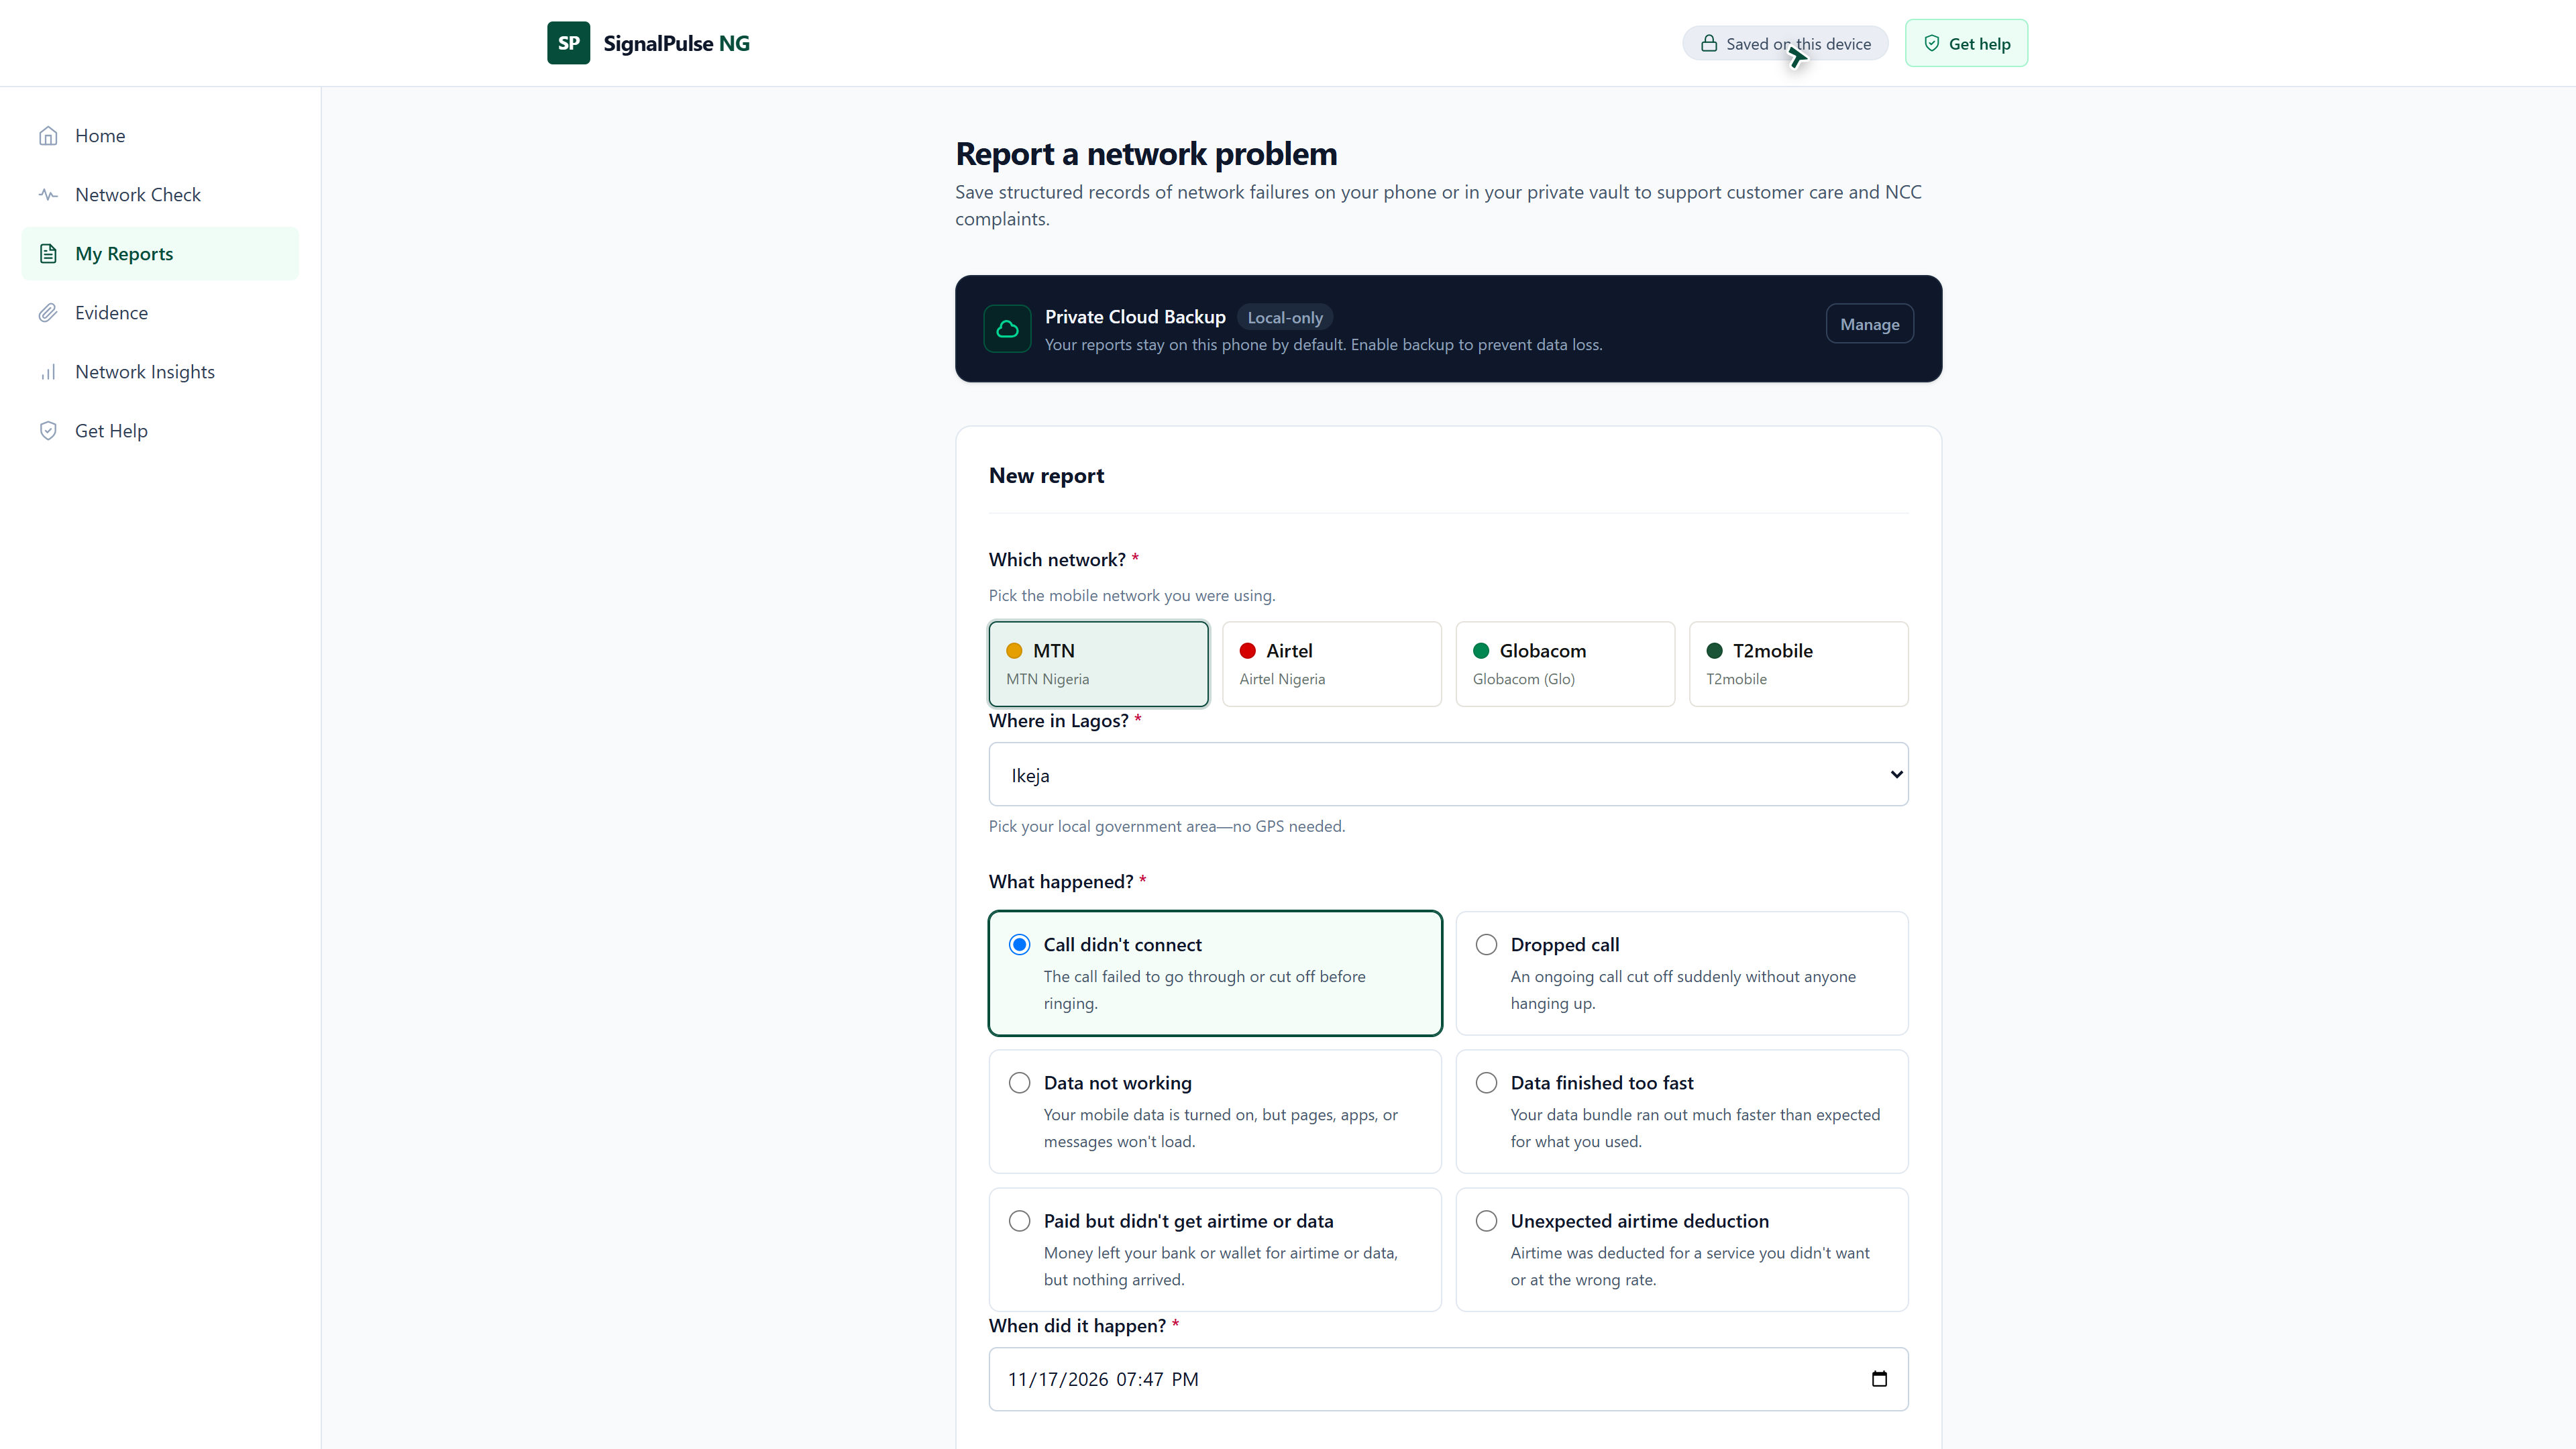 SP SignalPulse NG
Saved on this device
Get help
Home
Network Check
My Reports
Evidence
Network Insights
Get Help
Report a network problem
Save structured records of network failures on your phone or in your private vault to support customer care and NCC
complaints.
Private Cloud Backup Local-only
Your reports stay on this phone by default. Enable backup to prevent data loss.
Manage
New report
Which network? *
Pick the mobile network you were using.
MTN
MTN Nigeria
Airtel
Airtel Nigeria
Globacom
Globacom (Glo)
T2mobile
T2mobile
Where in Lagos? *
Ikeja
Pick your local government area—no GPS needed.
What happened? *
Call didn't connect
The call failed to go through or cut off before
ringing.
Dropped call
An ongoing call cut off suddenly without anyone
hanging up.
Data not working
Your mobile data is turned on, but pages, apps, or
messages won't load.
Data finished too fast
Your data bundle ran out much faster than expected
for what you used.
Paid but didn't get airtime or data
Money left your bank or wallet for airtime or data,
but nothing arrived.
Unexpected airtime deduction
Airtime was deducted for a service you didn't want
or at the wrong rate.
When did it happen? *
11/17/2026 07:47 PM